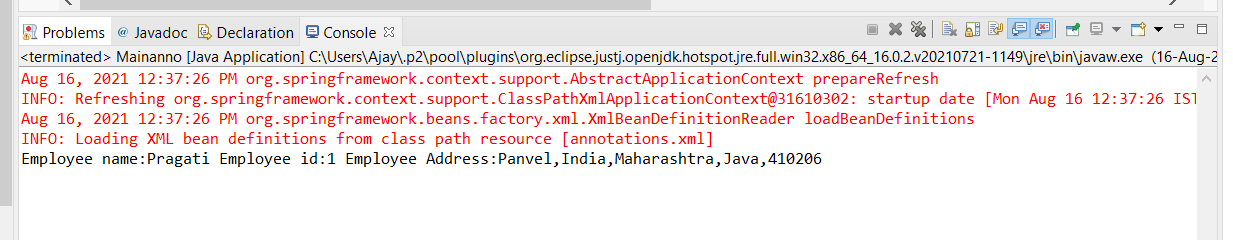 Problems @ Javadoc Declaration Console
<terminated> Mainanno [Java Application] C:\Users\Ajay\.p2\pool\plugins\org.eclipse.justj.openjdk.hotspot.jre.full.win32.x86_64_16.0.2.v20210721-1149\jre\bin\javaw.exe (16-Aug-2
Aug 16, 2021 12:37:26 PM org.springframework.context.support.AbstractApplicationContext prepareRefresh
INFO: Refreshing org.springframework.context.support.ClassPathXmlApplicationContext@31610302: startup date [Mon Aug 16 12:37:26 IST
Aug 16, 2021 12:37:26 PM org.springframework.beans.factory.xml.XmlBeanDefinitionReader loadBeanDefinitions
INFO: Loading XML bean definitions from class path resource [annotations.xml]
Employee name:Pragati Employee id:1 Employee Address:Panvel,India,Maharashtra,Java,410206